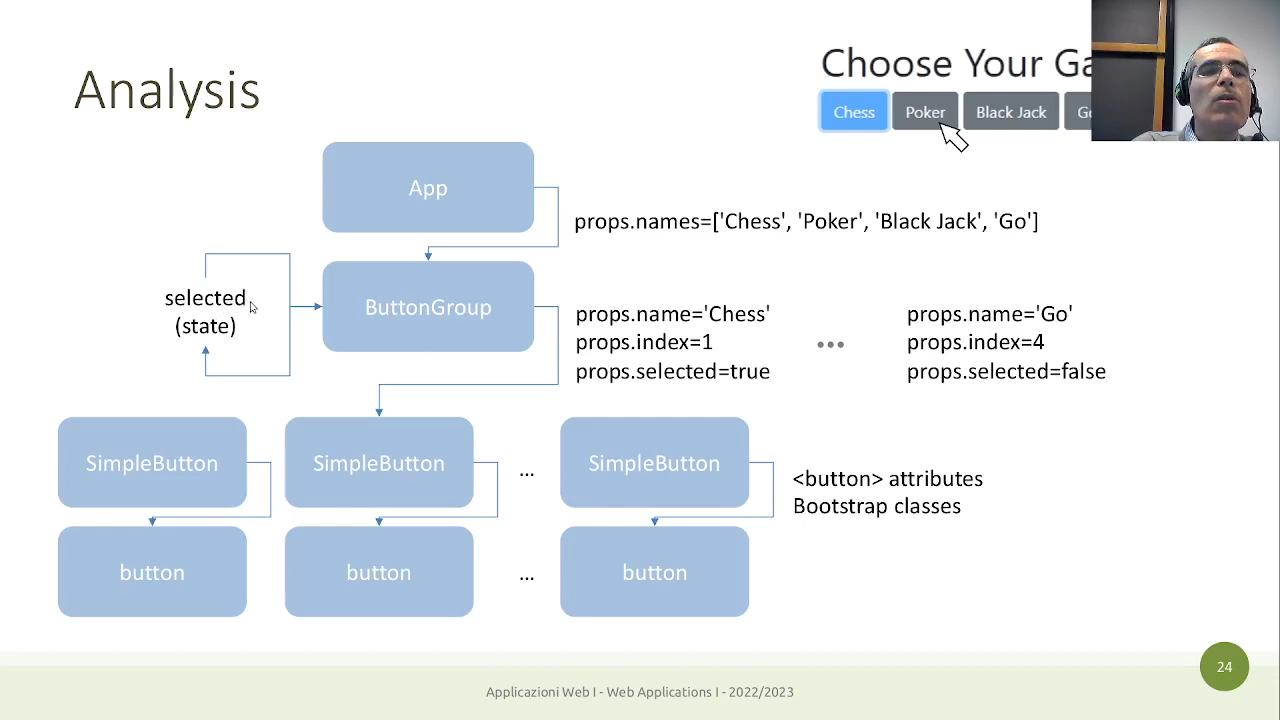 Analysis
Choose Your Ga
Chess
Poker
Black Jack
Go
App
props.names=['Chess', 'Poker', 'Black Jack', 'Go']
selected
(state)
ButtonGroup
props.name='Chess'
props.index=1
props.selected=true
•••
props.name='Go'
props.index=4
props.selected=false
SimpleButton
SimpleButton
...
SimpleButton
<button> attributes
Bootstrap classes
button
button
...
button
24
Applicazioni Web I - Web Applications I - 2022/2023